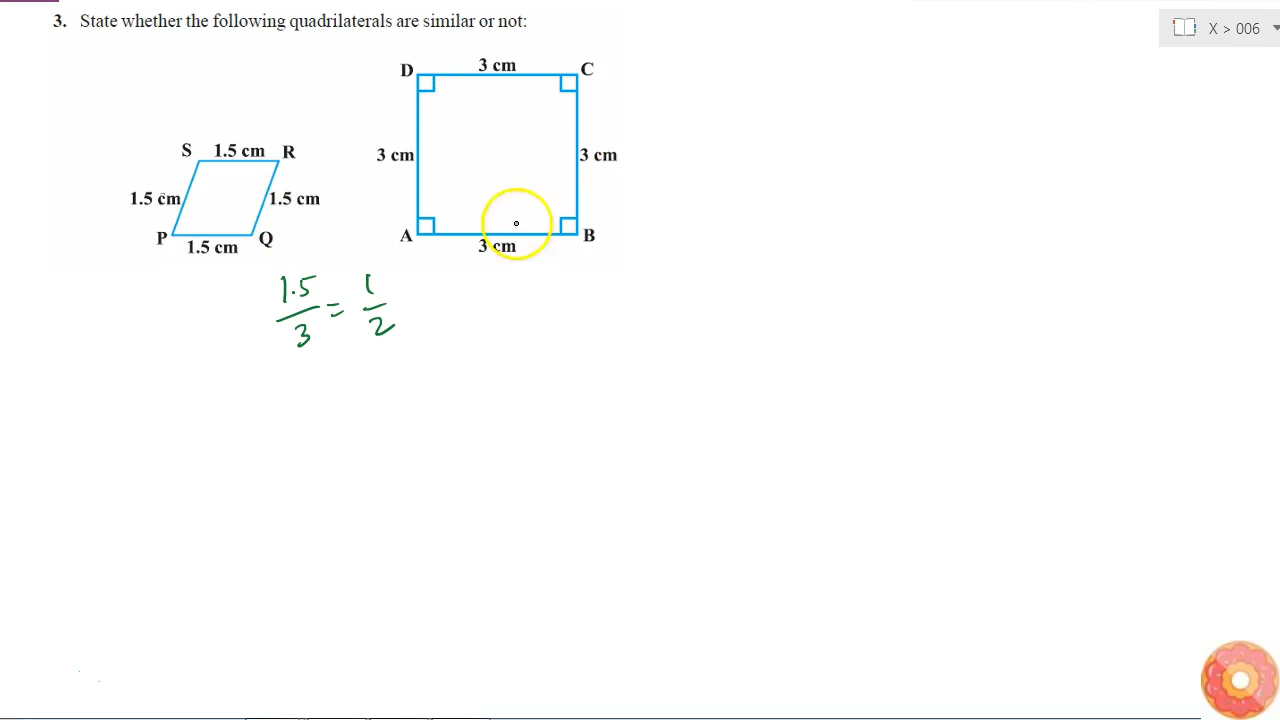 3. State whether the following quadrilaterals are similar or not:
X > 006
D 3 cm C
3 cm 3 cm
A 3 cm B
S 1.5 cm R
1.5 cm 1.5 cm
P 1.5 cm Q
1.5/3 = 1/2